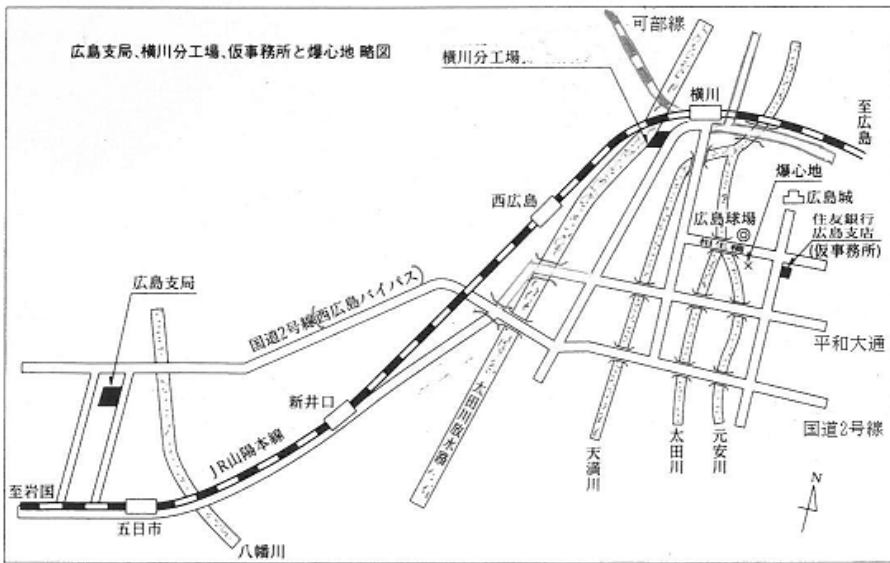 広島支局、横川分工場、仮事務所と爆心地 略図
可部線
横川分工場
横川
至広島
爆心地
広島城
西広島
広島球場
住友銀行
広島支店
(仮事務所)
相生橋
広島支局
国道2号線(西広島バイパス)
平和大通
新井口
太田川放水路
国道2号線
JR山陽本線
天満川
太田川
元安川
至岩国
五日市
八幡川
N